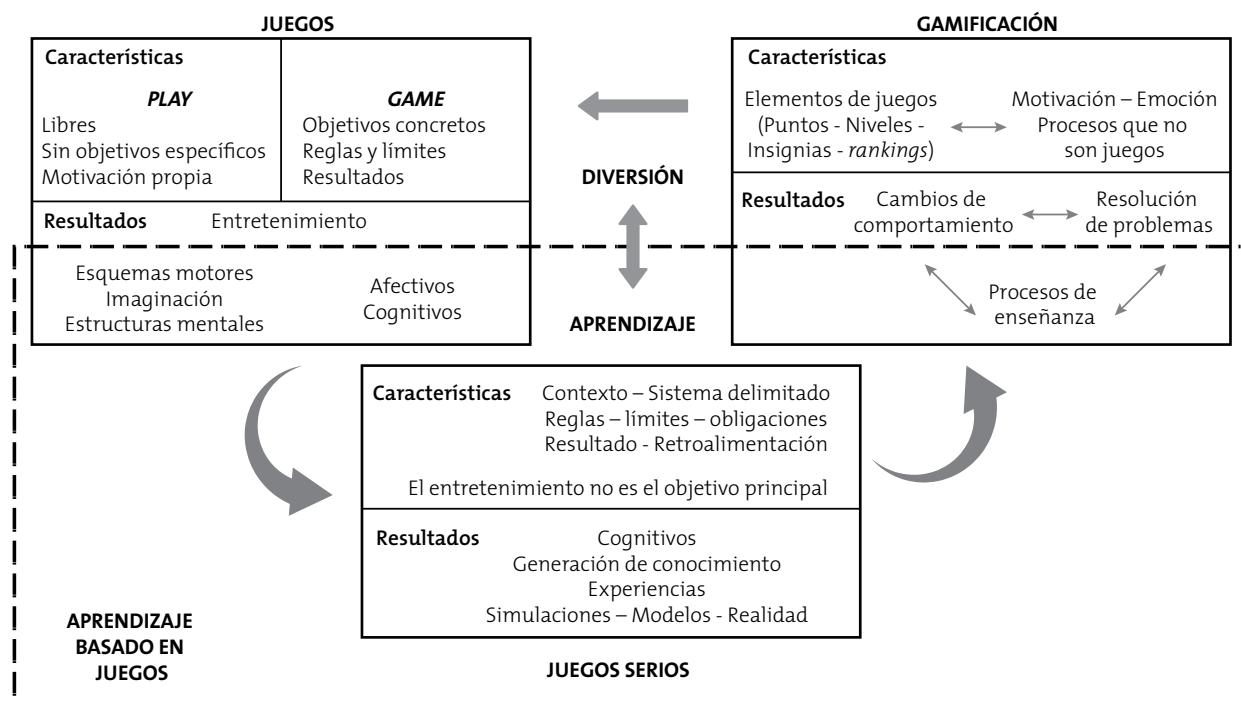 JUEGOS
Características
PLAY
Libres
Sin objetivos específicos
Motivación propia
GAME
Objetivos concretos
Reglas y límites
Resultados
Resultados Entretenimiento
Esquemas motores
Imaginación
Estructuras mentales
Afectivos
Cognitivos
DIVERSIÓN
APRENDIZAJE
GAMIFICACIÓN
Características
Elementos de juegos
(Puntos - Niveles -
Insignias - rankings)
Motivación – Emoción
Procesos que no
son juegos
Resultados
Cambios de
comportamiento
Resolución
de problemas
Procesos de
enseñanza
Características
Contexto – Sistema delimitado
Reglas – límites – obligaciones
Resultado - Retroalimentación
El entretenimiento no es el objetivo principal
Resultados
Cognitivos
Generación de conocimiento
Experiencias
Simulaciones – Modelos - Realidad
JUEGOS SERIOS
APRENDIZAJE
BASADO EN
JUEGOS